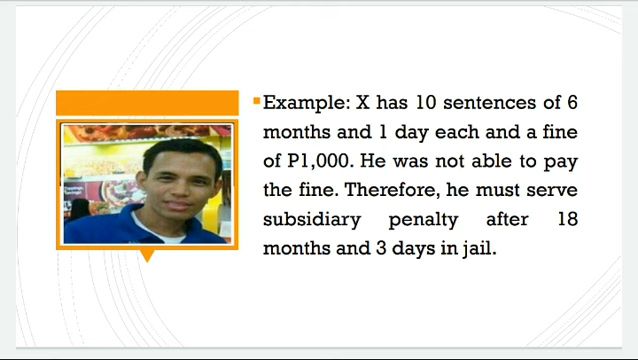 Example: X has 10 sentences of 6
months and 1 day each and a fine
of P1,000. He was not able to pay
the fine. Therefore, he must serve
subsidiary penalty after 18
months and 3 days in jail.